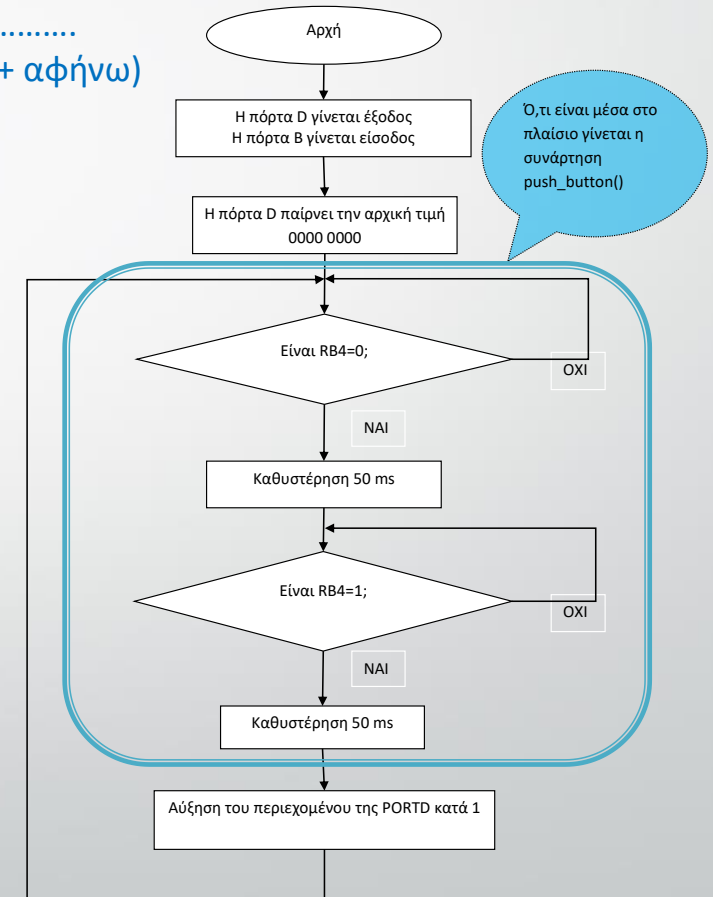 ...........
+ αφήνω)
Αρχή
Η πόρτα D γίνεται έξοδος
Η πόρτα B γίνεται είσοδος
Ό,τι είναι μέσα στο
πλαίσιο γίνεται η
συνάρτηση
push_button()
Η πόρτα D παίρνει την αρχική τιμή
0000 0000
Είναι RB4=0;
ΟΧΙ
ΝΑΙ
Καθυστέρηση 50 ms
Είναι RB4=1;
ΟΧΙ
ΝΑΙ
Καθυστέρηση 50 ms
Αύξηση του περιεχομένου της PORTD κατά 1